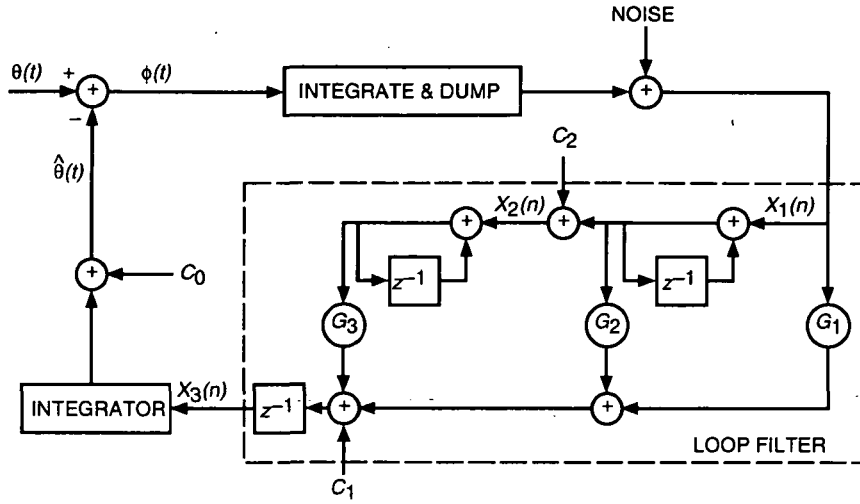 NOISE
θ(t)
+
+
ϕ(t)
INTEGRATE & DUMP
+
−
θ̂(t)
C2
X2(n)
X1(n)
+
+
+
z⁻¹
z⁻¹
+
C0
G3
G2
G1
X3(n)
INTEGRATOR
z⁻¹
+
+
LOOP FILTER
C1